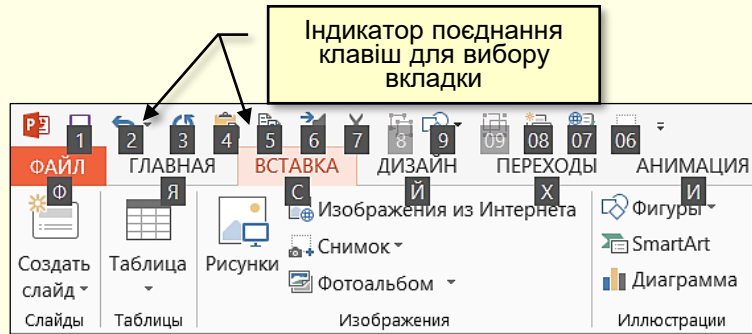 Індикатор поєднання
клавіш для вибору
вкладки
1 2 3 4 5 6 7 8 9 09 08 07 06
ФАЙЛ ГЛАВНАЯ ВСТАВКА ДИЗАЙН ПЕРЕХОДЫ АНИМАЦИЯ
Ф Я С Й Х И
Создать
слайд
Таблица
Рисунки
Изображения из Интернета
Снимок
Фотоальбом
Фигуры
SmartArt
Диаграмма
Слайды Таблицы Изображения Иллюстрации